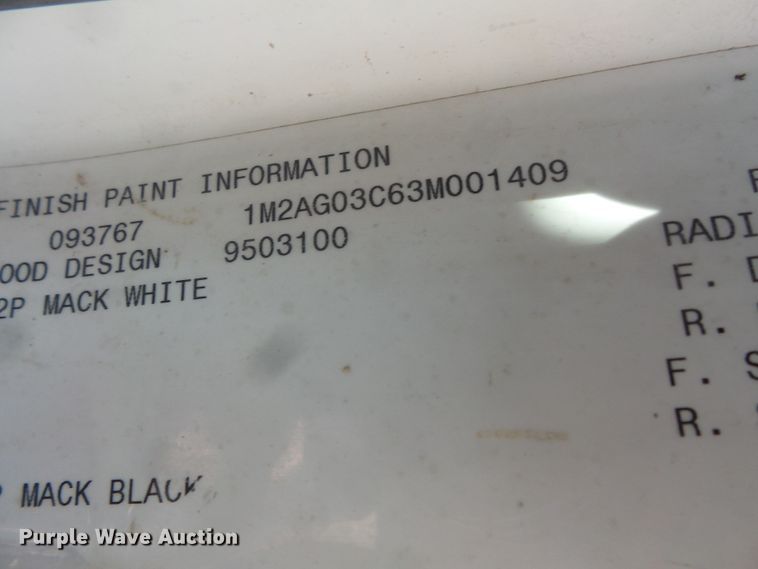 FINISH PAINT INFORMATION
093767 1M2AG03C63M001409
OOD DESIGN 9503100
2P MACK WHITE
MACK BLACK
RADI
F.
R.
F. S
R.
Purple Wave Auction